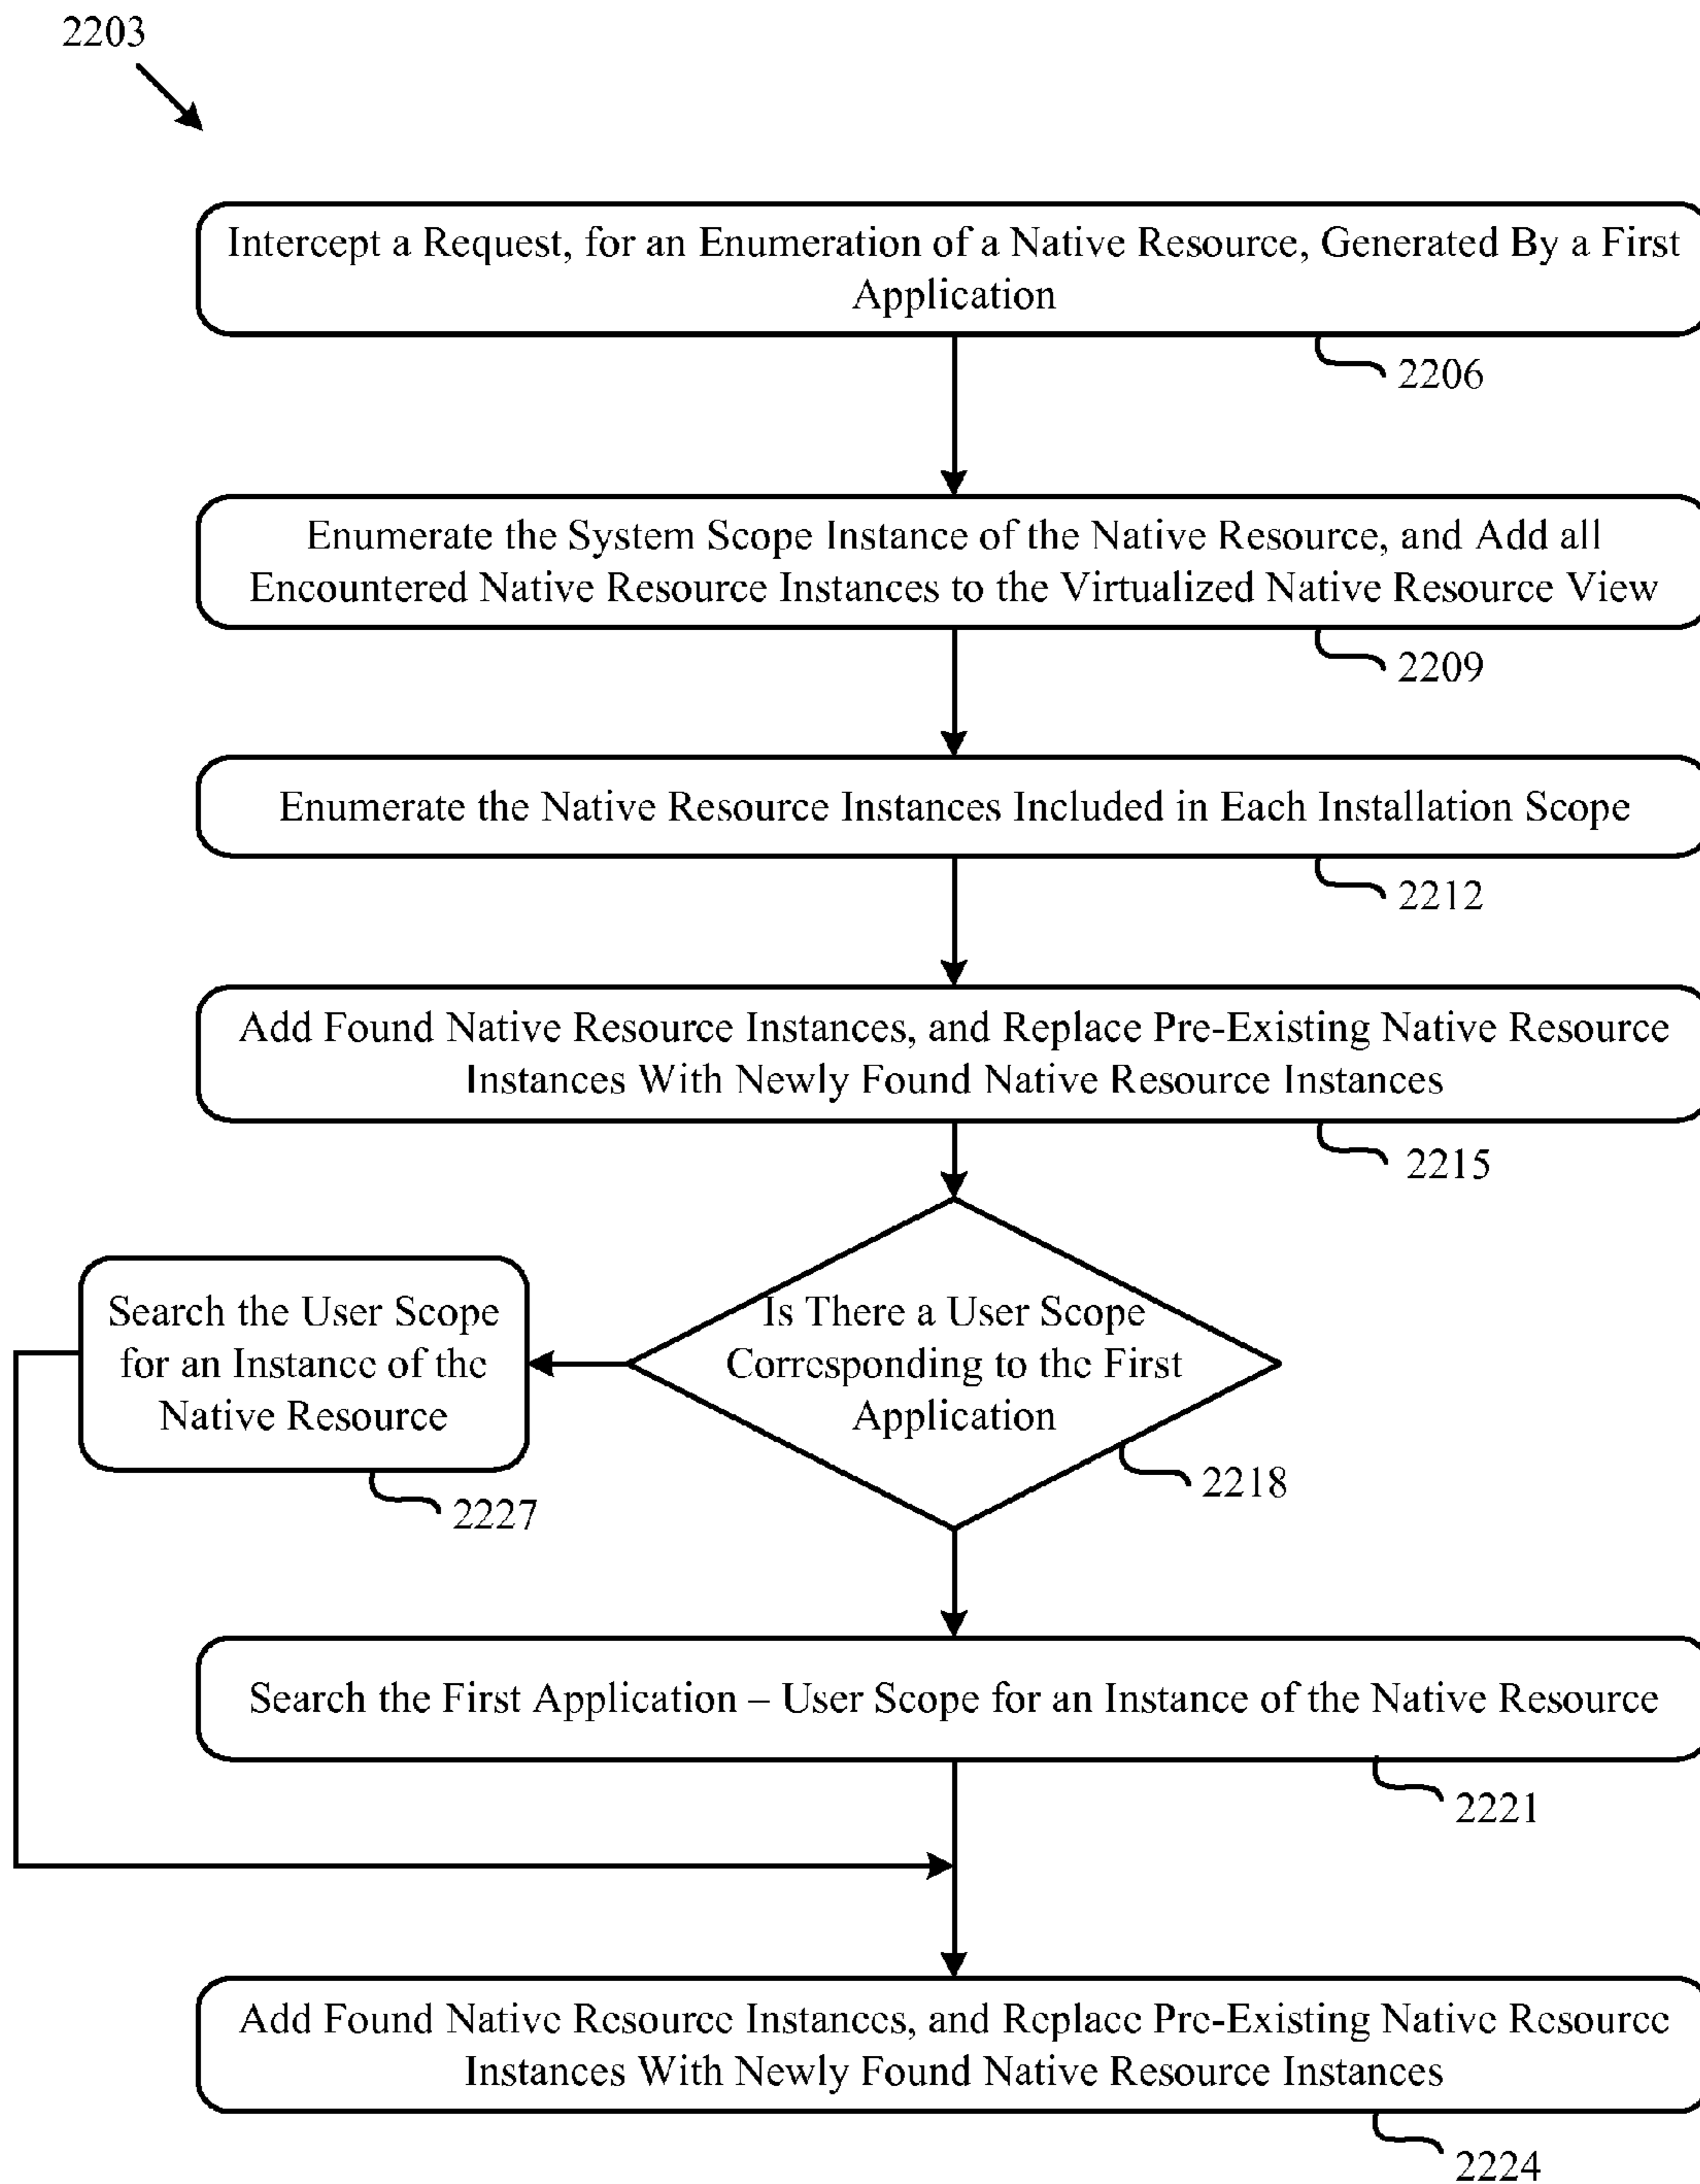 2203
Intercept a Request, for an Enumeration of a Native Resource, Generated By a First
Application
2206
Enumerate the System Scope Instance of the Native Resource, and Add all
Encountered Native Resource Instances to the Virtualized Native Resource View
2209
Enumerate the Native Resource Instances Included in Each Installation Scope
2212
Add Found Native Resource Instances, and Replace Pre-Existing Native Resource
Instances With Newly Found Native Resource Instances
2215
Is There a User Scope
Corresponding to the First
Application
2218
Search the User Scope
for an Instance of the
Native Resource
2227
Search the First Application – User Scope for an Instance of the Native Resource
2221
Add Found Native Resource Instances, and Replace Pre-Existing Native Resource
Instances With Newly Found Native Resource Instances
2224